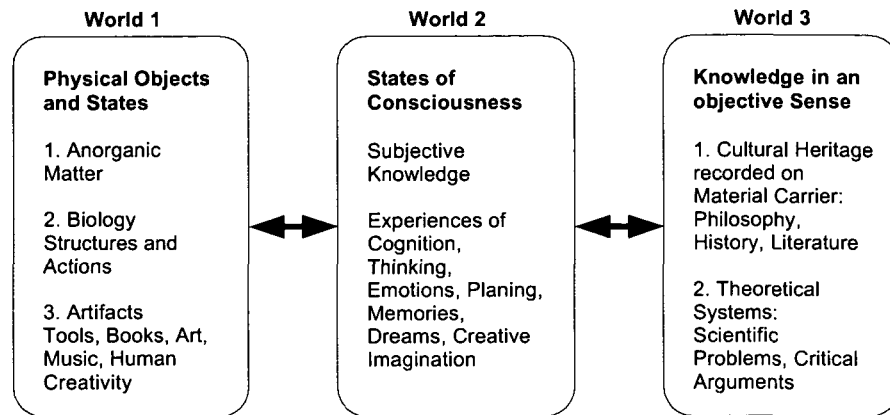 World 1
Physical Objects
and States
1. Anorganic
Matter
2. Biology
Structures and
Actions
3. Artifacts
Tools, Books, Art,
Music, Human
Creativity
World 2
States of
Consciousness
Subjective
Knowledge
Experiences of
Cognition,
Thinking,
Emotions, Planing,
Memories,
Dreams, Creative
Imagination
World 3
Knowledge in an
objective Sense
1. Cultural Heritage
recorded on
Material Carrier:
Philosophy,
History, Literature
2. Theoretical
Systems:
Scientific
Problems, Critical
Arguments